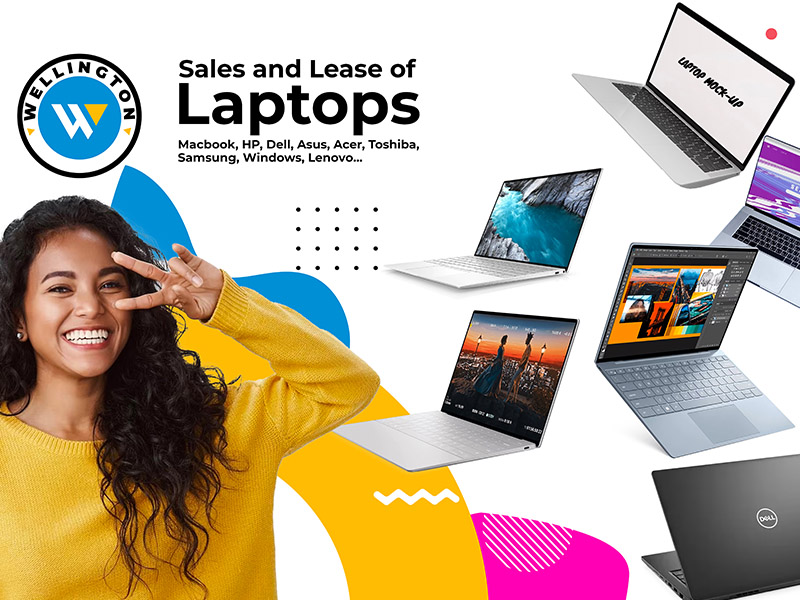 WELLINGTON
W
Sales and Lease of
Laptops
Macbook, HP, Dell, Asus, Acer, Toshiba,
Samsung, Windows, Lenovo...
LAPTOP MOCK-UP
DELL